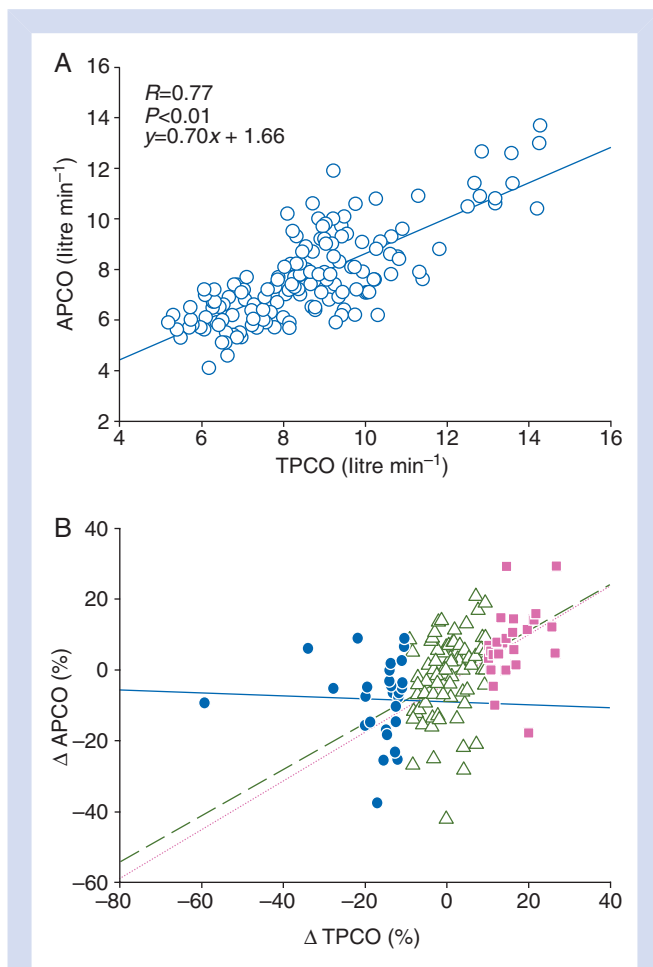 A
R=0.77
P<0.01
y=0.70x + 1.66
16
14
12
10
8
6
4
2
APCO (litre min⁻¹)
4 6 8 10 12 14 16
TPCO (litre min⁻¹)
B
40
20
0
−20
−40
−60
Δ APCO (%)
−80 −60 −40 −20 0 20 40
Δ TPCO (%)